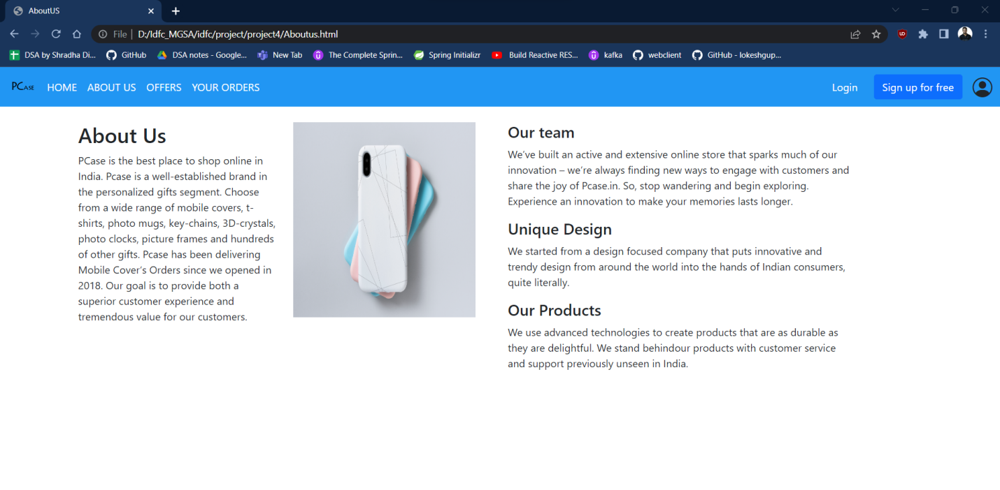 AboutUS
File | D:/Idfc_MGSA/idfc/project/project4/Aboutus.html
DSA by Shradha Di... GitHub DSA notes - Google... New Tab The Complete Sprin... Spring Initializr Build Reactive RES... kafka webclient GitHub - lokeshgup...
PCASE HOME ABOUT US OFFERS YOUR ORDERS Login Sign up for free
About Us
PCase is the best place to shop online in
India. Pcase is a well-established brand in
the personalized gifts segment. Choose
from a wide range of mobile covers, t-
shirts, photo mugs, key-chains, 3D-crystals,
photo clocks, picture frames and hundreds
of other gifts. Pcase has been delivering
Mobile Cover’s Orders since we opened in
2018. Our goal is to provide both a
superior customer experience and
tremendous value for our customers.
Our team
We’ve built an active and extensive online store that sparks much of our
innovation – we’re always finding new ways to engage with customers and
share the joy of Pcase.in. So, stop wandering and begin exploring.
Experience an innovation to make your memories lasts longer.
Unique Design
We started from a design focused company that puts innovative and
trendy design from around the world into the hands of Indian consumers,
quite literally.
Our Products
We use advanced technologies to create products that are as durable as
they are delightful. We stand behindour products with customer service
and support previously unseen in India.